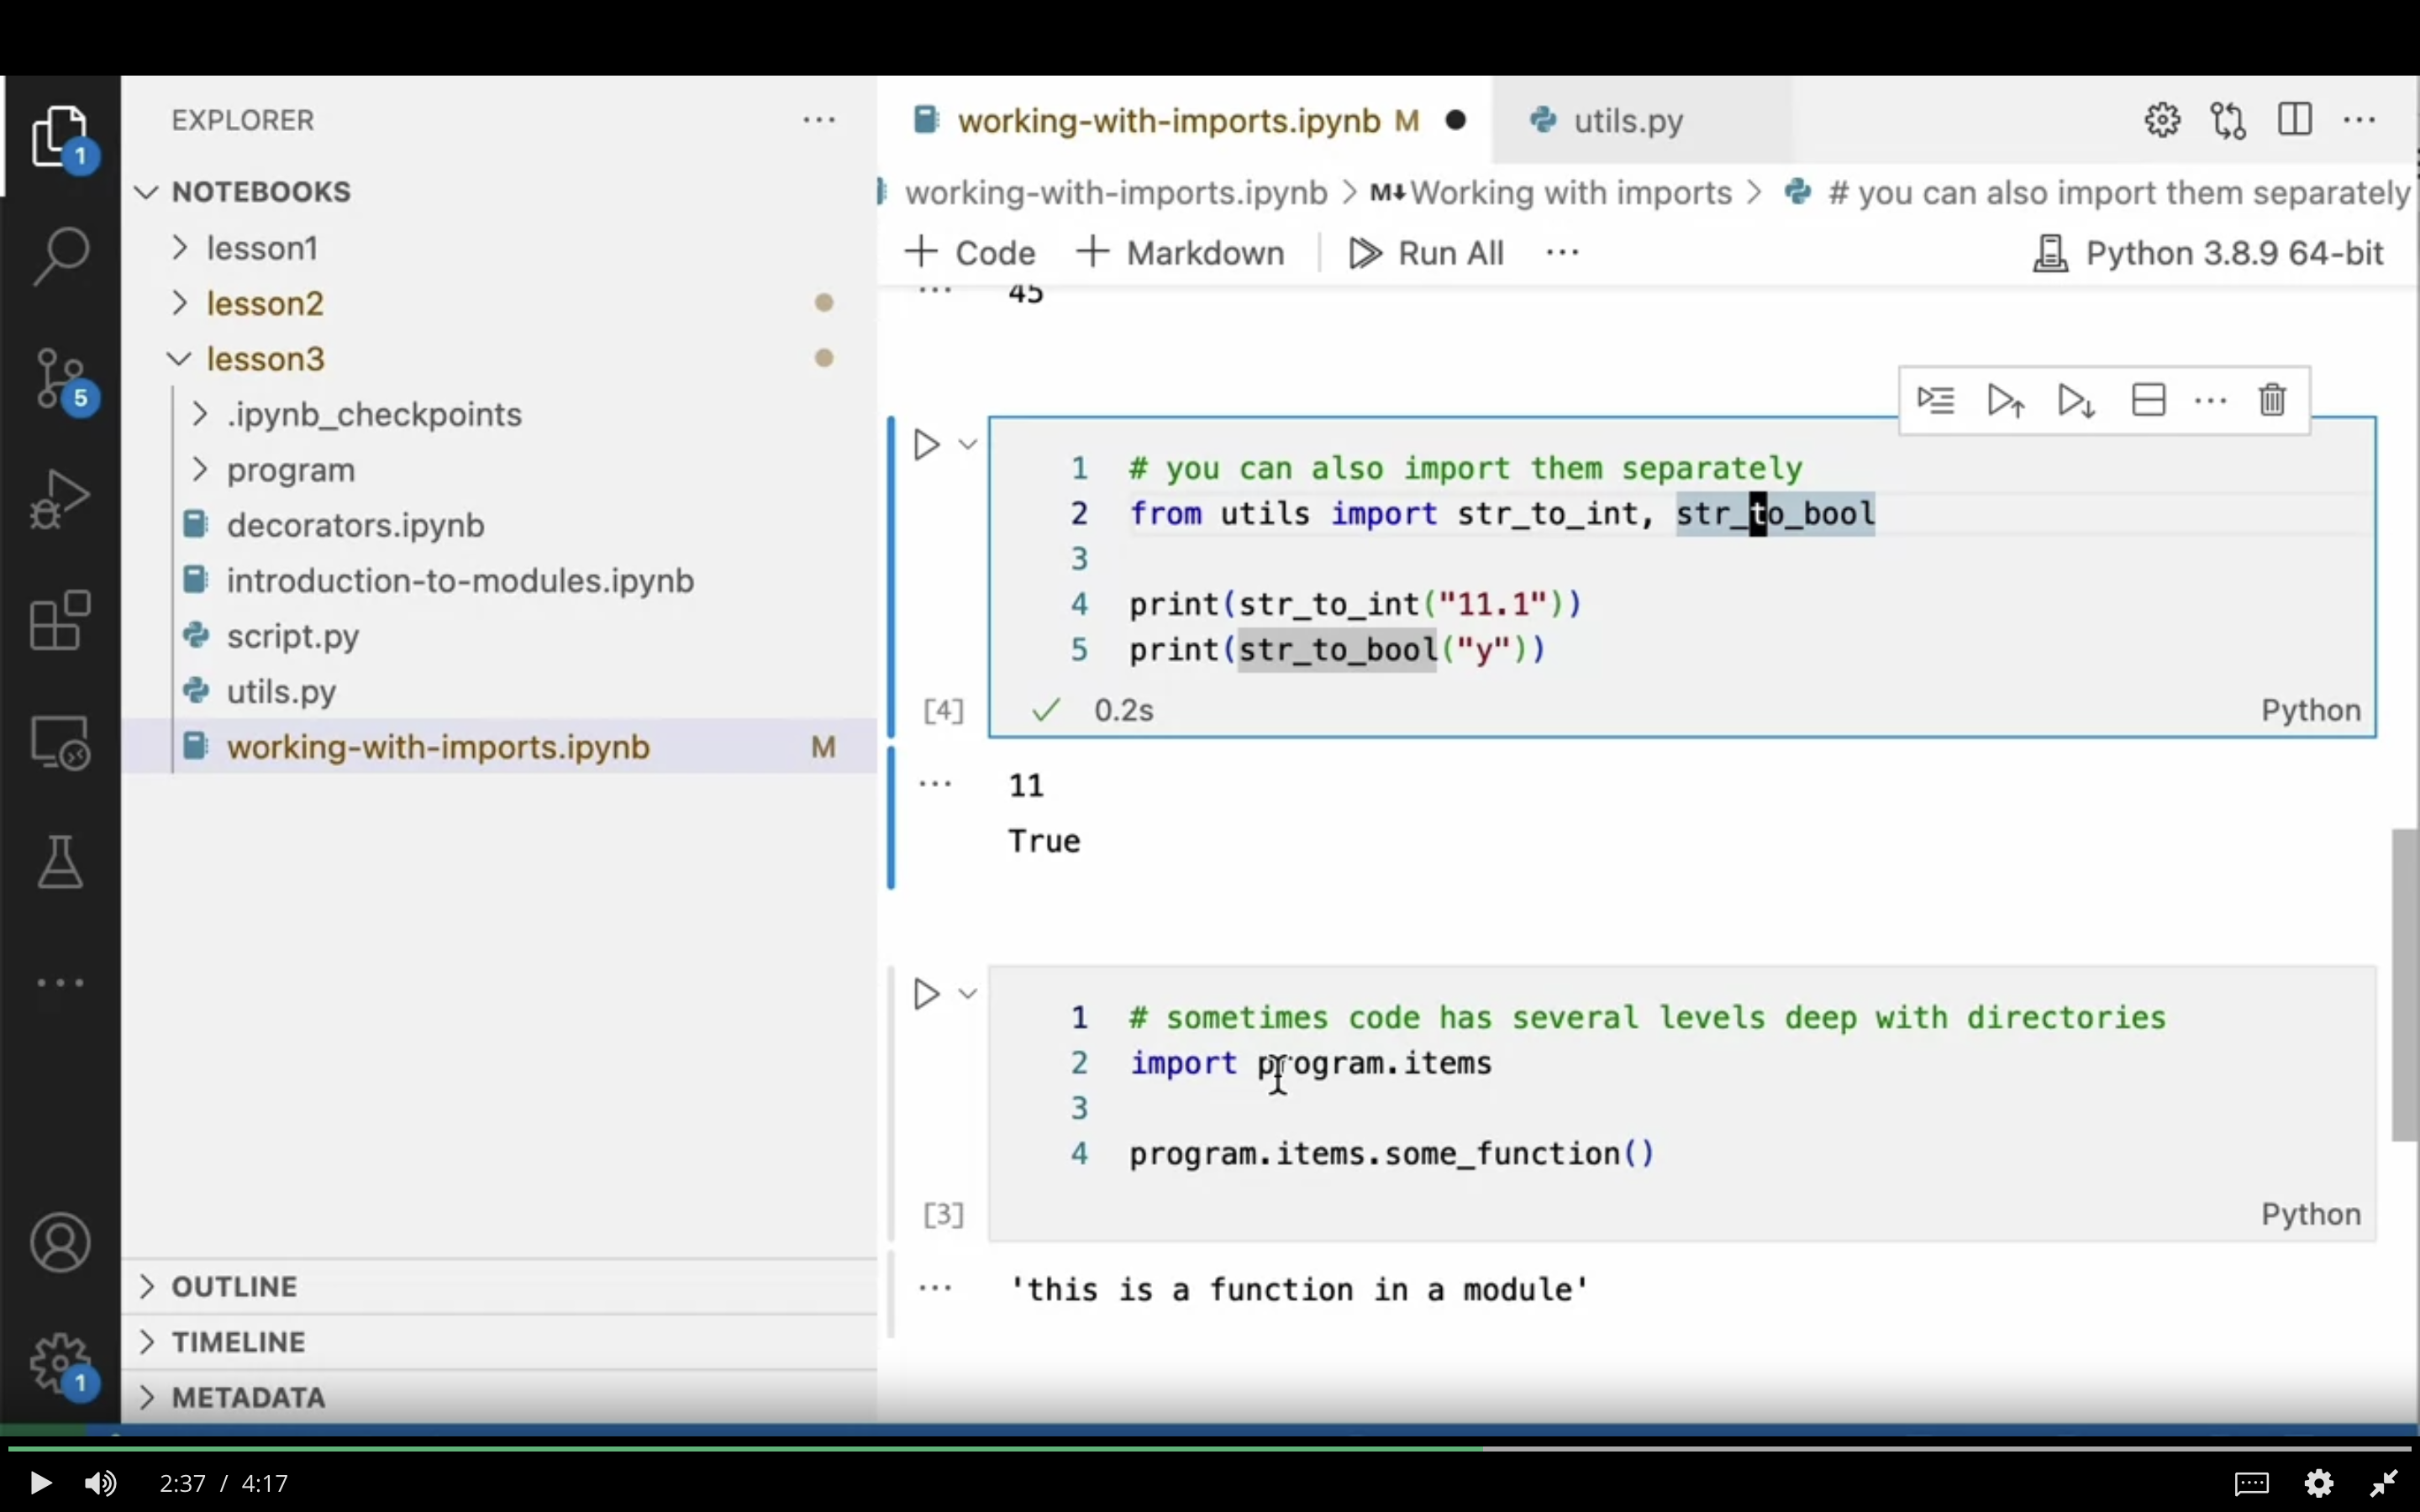 EXPLORER
1
NOTEBOOKS
lesson1
lesson2
lesson3
5
.ipynb_checkpoints
program
decorators.ipynb
introduction-to-modules.ipynb
script.py
utils.py
working-with-imports.ipynb M
OUTLINE
TIMELINE
METADATA
1
working-with-imports.ipynb M
utils.py
working-with-imports.ipynb > M↓ Working with imports > # you can also import them separately
+ Code + Markdown Run All ... Python 3.8.9 64-bit
45
1 # you can also import them separately
2 from utils import str_to_int, str_to_bool
3
4 print(str_to_int("11.1"))
5 print(str_to_bool("y"))
[4] ✓ 0.2s Python
11
True
1 # sometimes code has several levels deep with directories
2 import program.items
3
4 program.items.some_function()
[3] Python
'this is a function in a module'
2:37 / 4:17